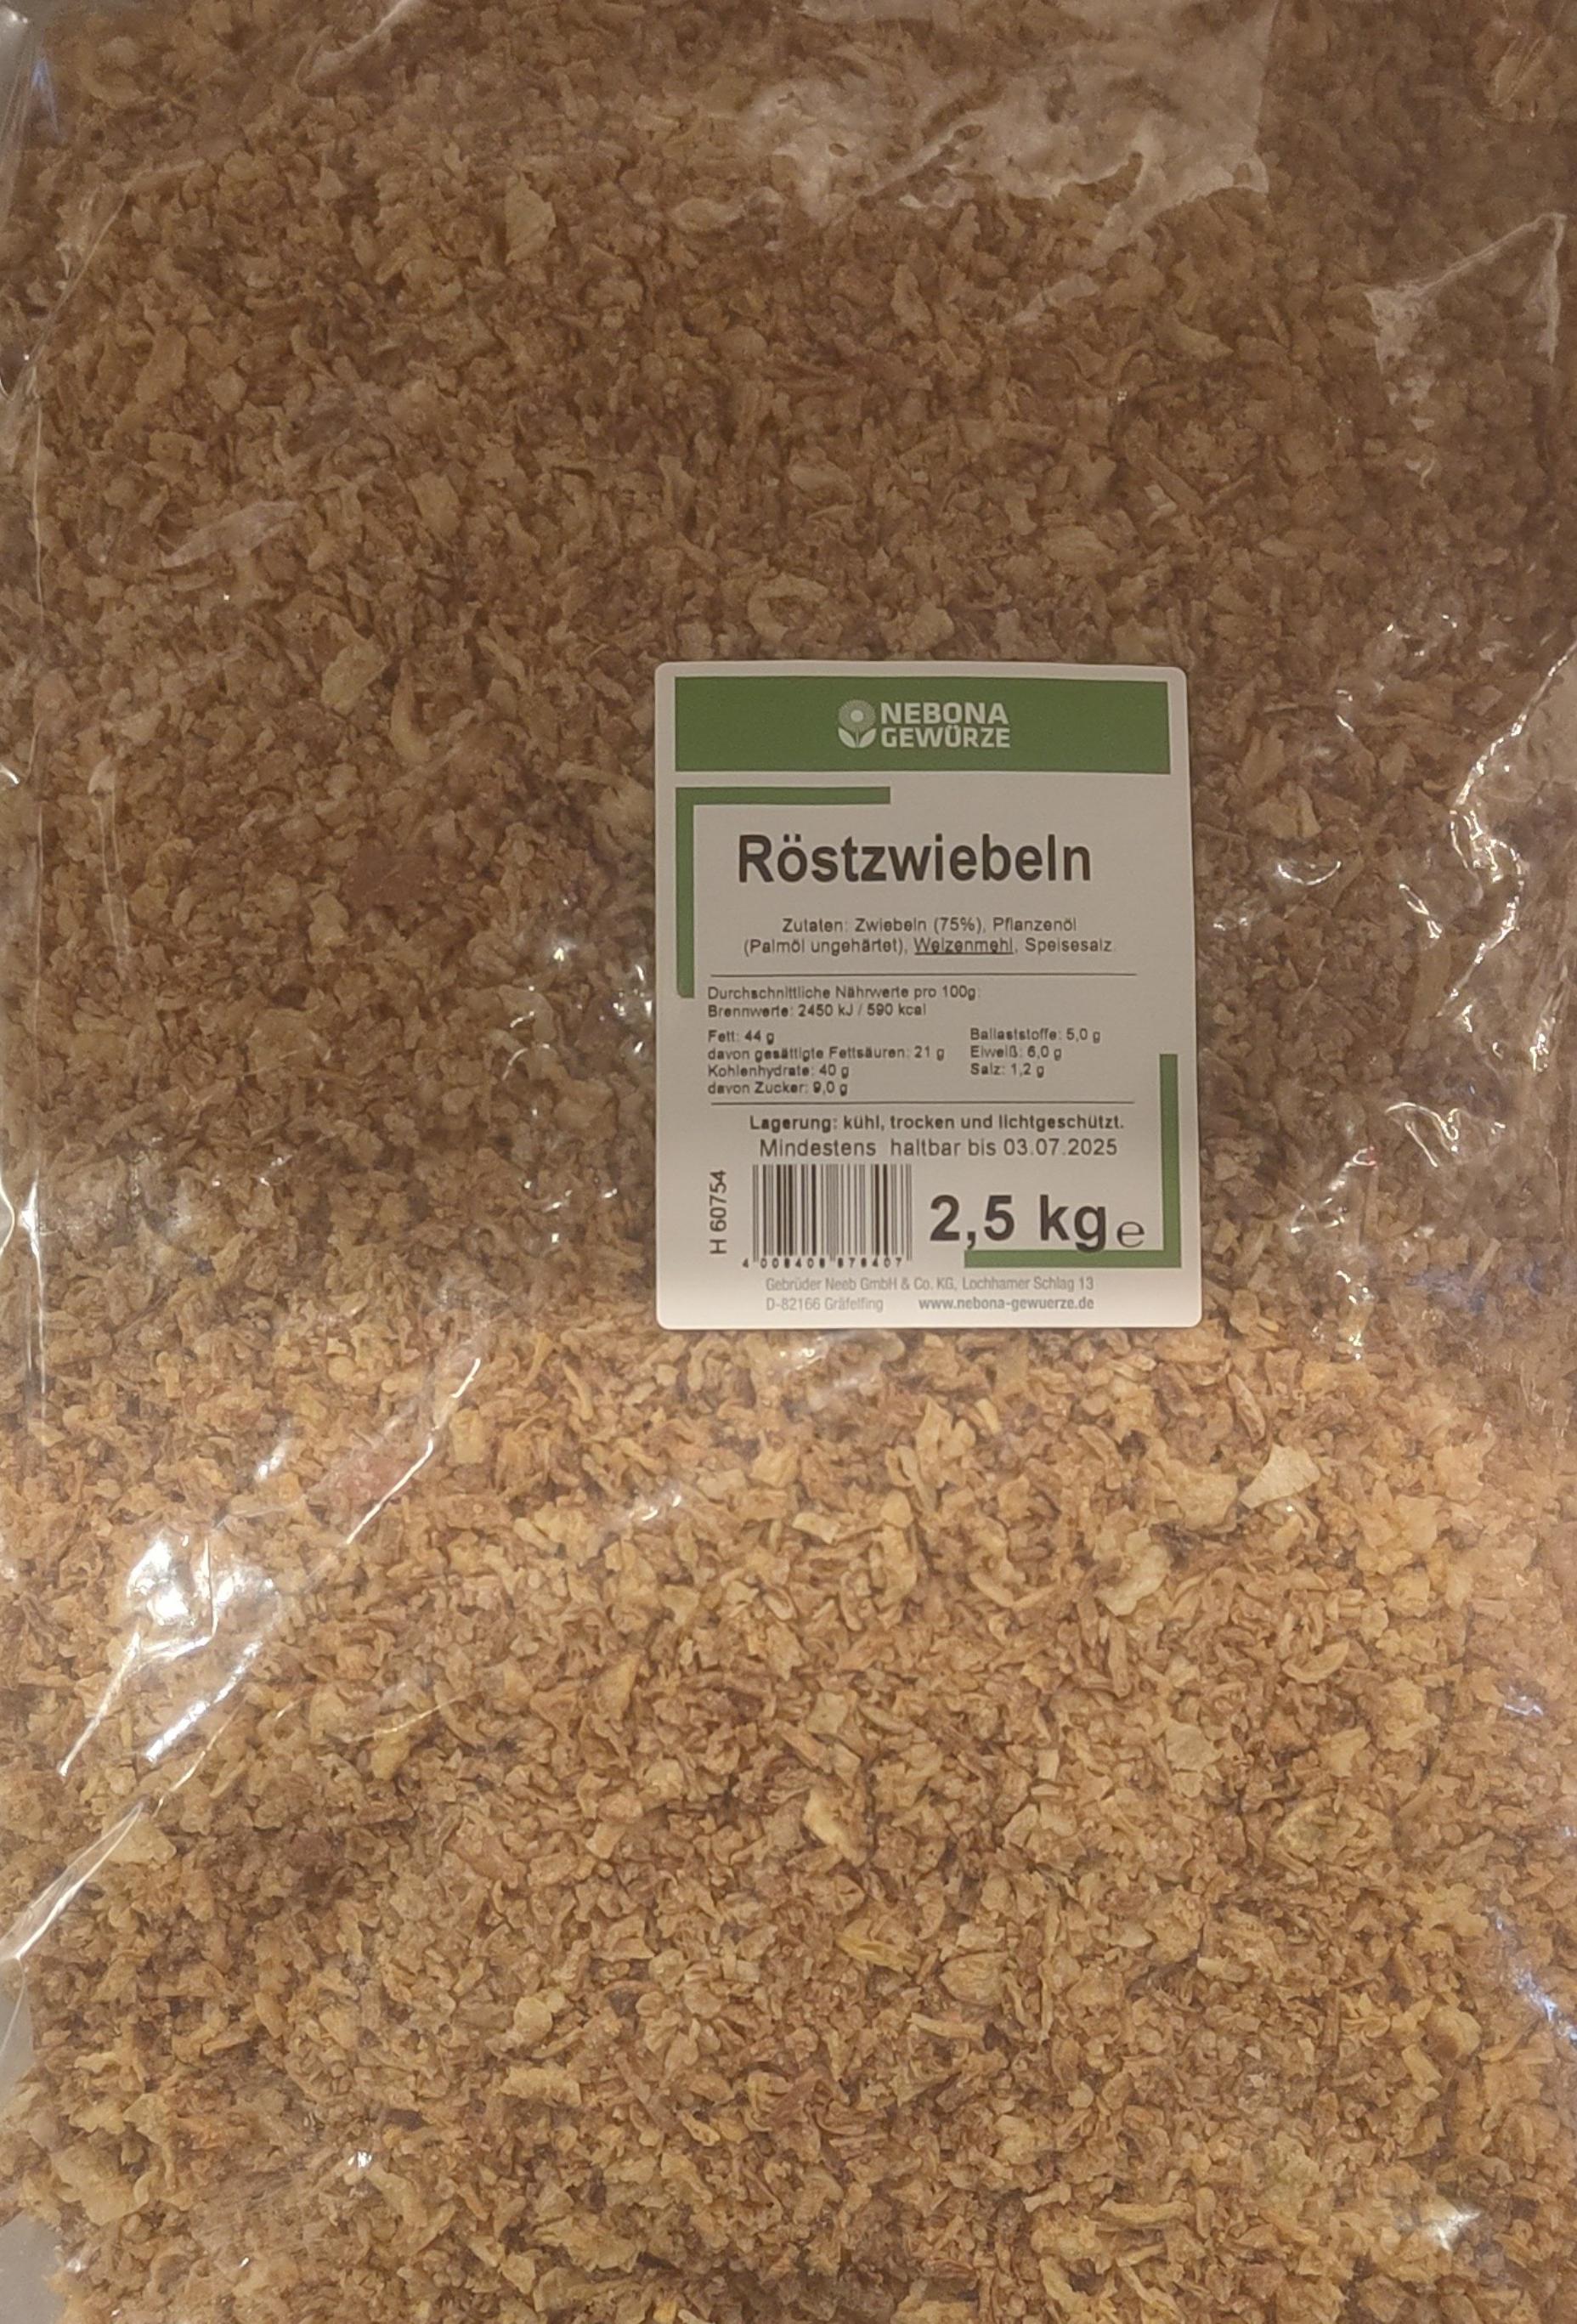 NEBONA
GEWÜRZE
Röstzwiebeln
Zutaten: Zwiebeln (75%), Pflanzenöl
(Palmöl ungehärtet), Weizenmehl, Speisesalz
Durchschnittliche Nährwerte pro 100g:
Brennwerte: 2450 kJ / 590 kcal
Fett: 44 g
davon gesättigte Fettsäuren: 21 g
Kohlenhydrate: 40 g
davon Zucker: 9,0 g
Ballaststoffe: 5,0 g
Eiweiß: 6,0 g
Salz: 1,2 g
Lagerung: kühl, trocken und lichtgeschützt.
Mindestens haltbar bis 03.07.2025
H 60754
2,5 kg e
Gebrüder Neeb GmbH & Co. KG, Lochhamer Schlag 13
D-82166 Gräfelfing www.nebona-gewuerze.de